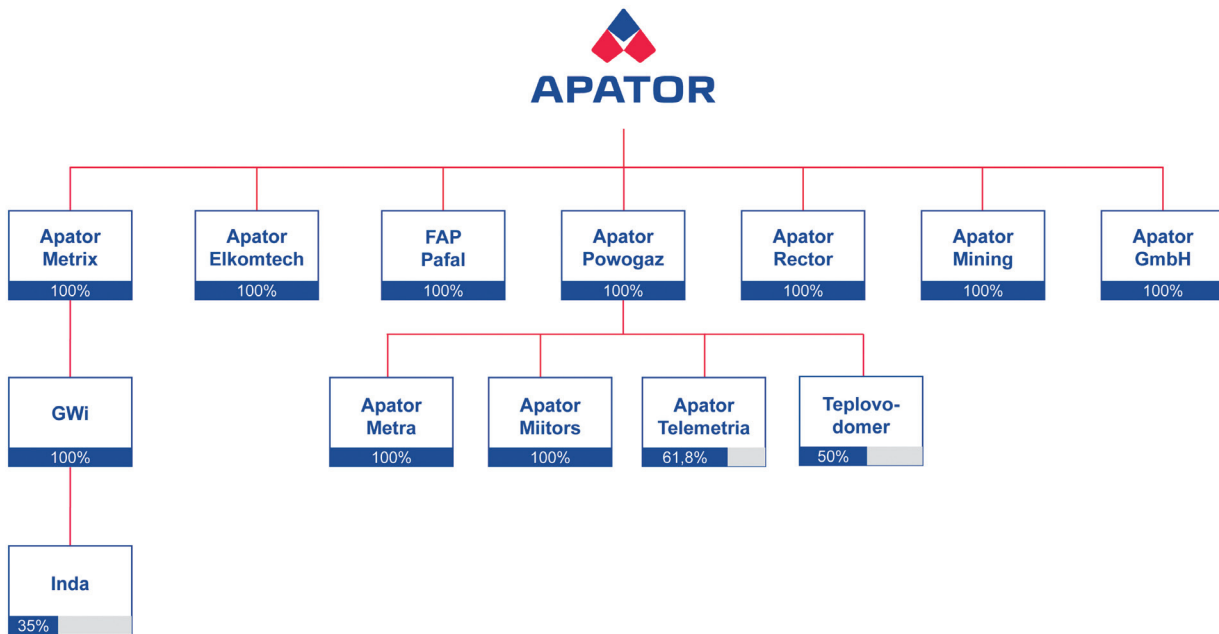 APATOR
Apator
Metrix
100%
Apator
Elkomtech
100%
FAP
Pafal
100%
Apator
Powogaz
100%
Apator
Rector
100%
Apator
Mining
100%
Apator
GmbH
100%
GWi
100%
Apator
Metra
100%
Apator
Miitors
100%
Apator
Telemetria
61,8%
Teplovo-
domer
50%
Inda
35%